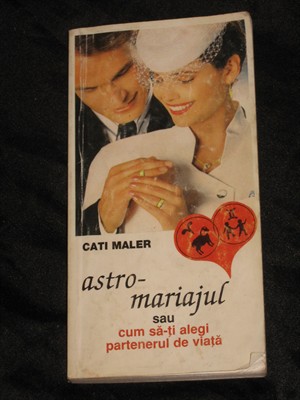 CATI MALER
astro-
mariajul
sau
cum să-ți alegi
partenerul de viață